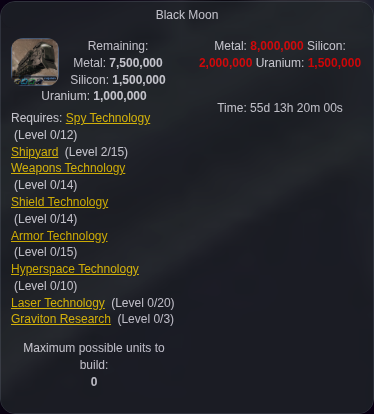 Black Moon
Remaining:
Metal: 7,500,000
Silicon: 1,500,000
Uranium: 1,000,000
Metal: 8,000,000 Silicon:
2,000,000 Uranium: 1,500,000
Time: 55d 13h 20m 00s
Requires: Spy Technology
(Level 0/12)
Shipyard (Level 2/15)
Weapons Technology
(Level 0/14)
Shield Technology
(Level 0/14)
Armor Technology
(Level 0/15)
Hyperspace Technology
(Level 0/10)
Laser Technology (Level 0/20)
Graviton Research (Level 0/3)
Maximum possible units to
build:
0